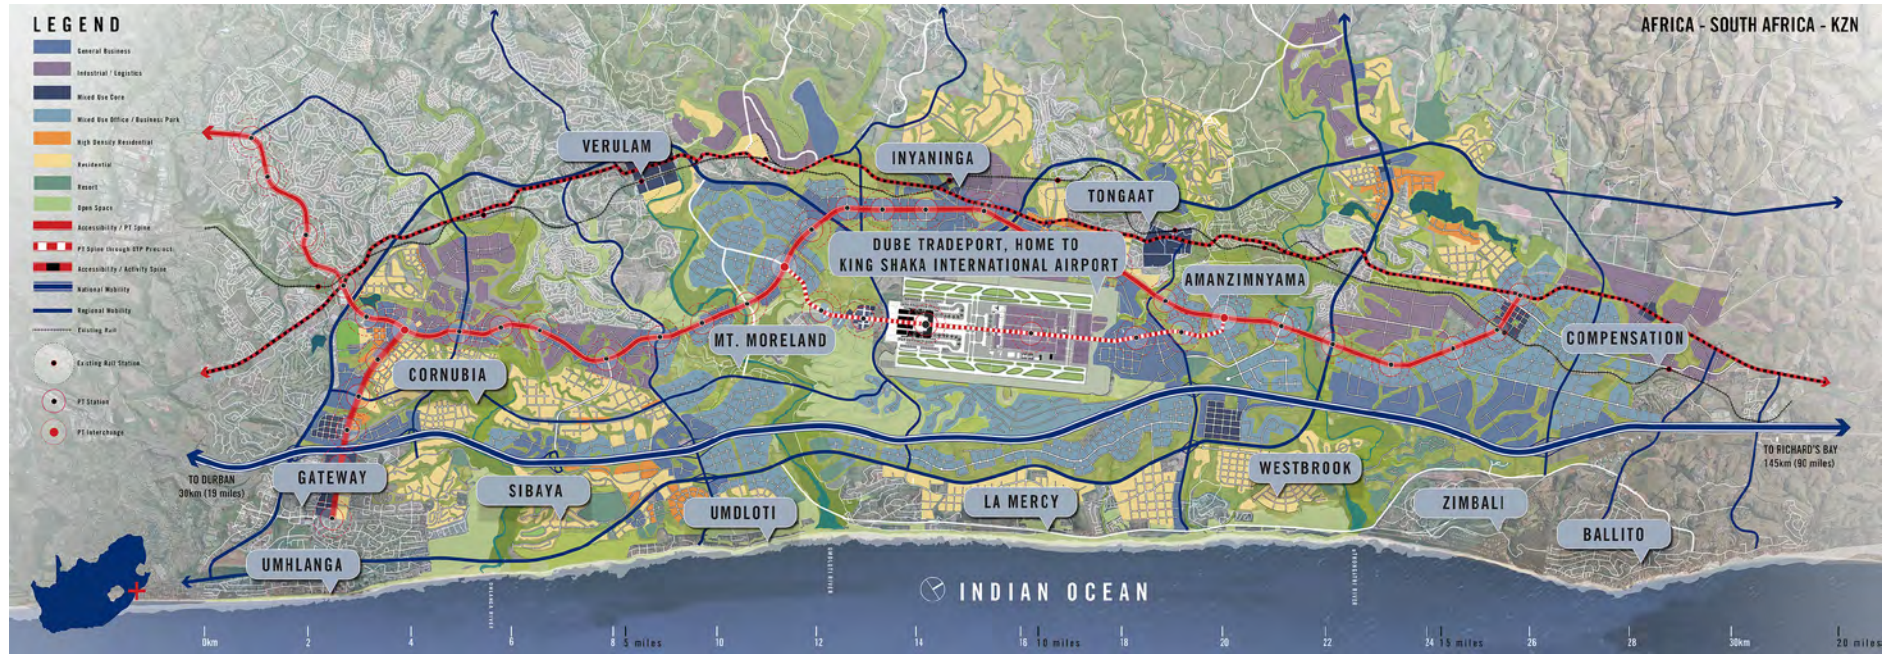 LEGEND
General Business
Industrial / Logistics
Mixed Use Core
Mixed Use Office / Business Park
High Density Residential
Residential
Resort
Open Space
Accessibility / PT Spine
PT Spine through DTP Precinct
Accessibility / Activity Spine
National Mobility
Regional Mobility
Existing Rail
Existing Rail Station
PT Station
PT Interchange
AFRICA - SOUTH AFRICA - KZN
VERULAM
INYANINGA
TONGAAT
DUBE TRADEPORT, HOME TO
KING SHAKA INTERNATIONAL AIRPORT
AMANZIMNYAMA
MT. MORELAND
COMPENSATION
CORNUBIA
TO DURBAN
30km (19 miles)
GATEWAY
SIBAYA
UMDLOTI
LA MERCY
WESTBROOK
ZIMBALI
BALLITO
TO RICHARD'S BAY
145km (90 miles)
UMHLANGA
INDIAN OCEAN
0km 2 4 5 miles 6 8 10 12 14 16 10 miles 18 20 22 24 15 miles 26 28 30km 20 miles